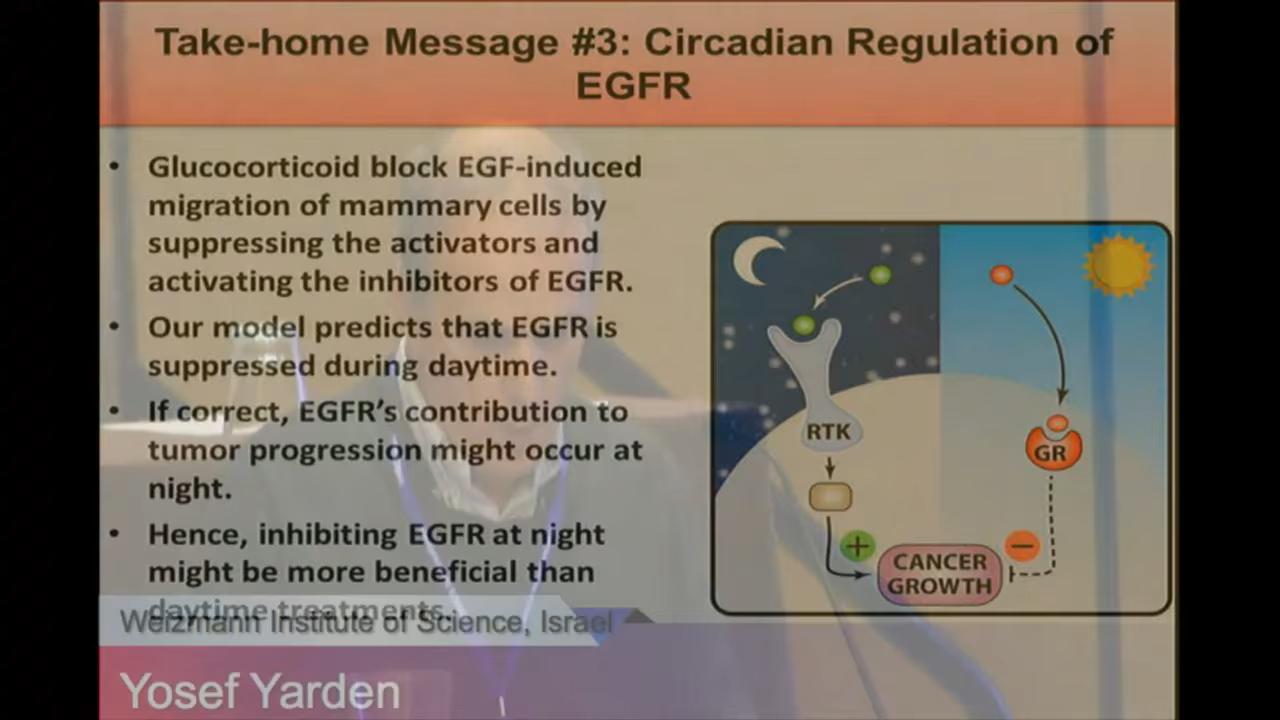 Take-home Message #3: Circadian Regulation of
EGFR
• Glucocorticoid block EGF-induced
migration of mammary cells by
suppressing the activators and
activating the inhibitors of EGFR.
• Our model predicts that EGFR is
suppressed during daytime.
• If correct, EGFR's contribution to
tumor progression might occur at
night.
• Hence, inhibiting EGFR at night
might be more beneficial than
daytime treatments.
RTK
GR
+
−
CANCER
GROWTH
Weizmann Institute of Science, Israel
Yosef Yarden